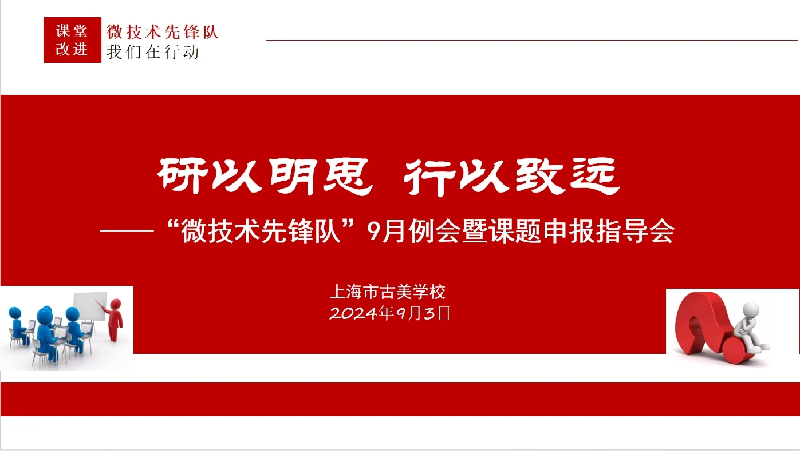 课堂
改进
微技术先锋队
我们在行动
研以明思 行以致远
——“微技术先锋队”9月例会暨课题申报指导会
上海市古美学校
2024年9月3日